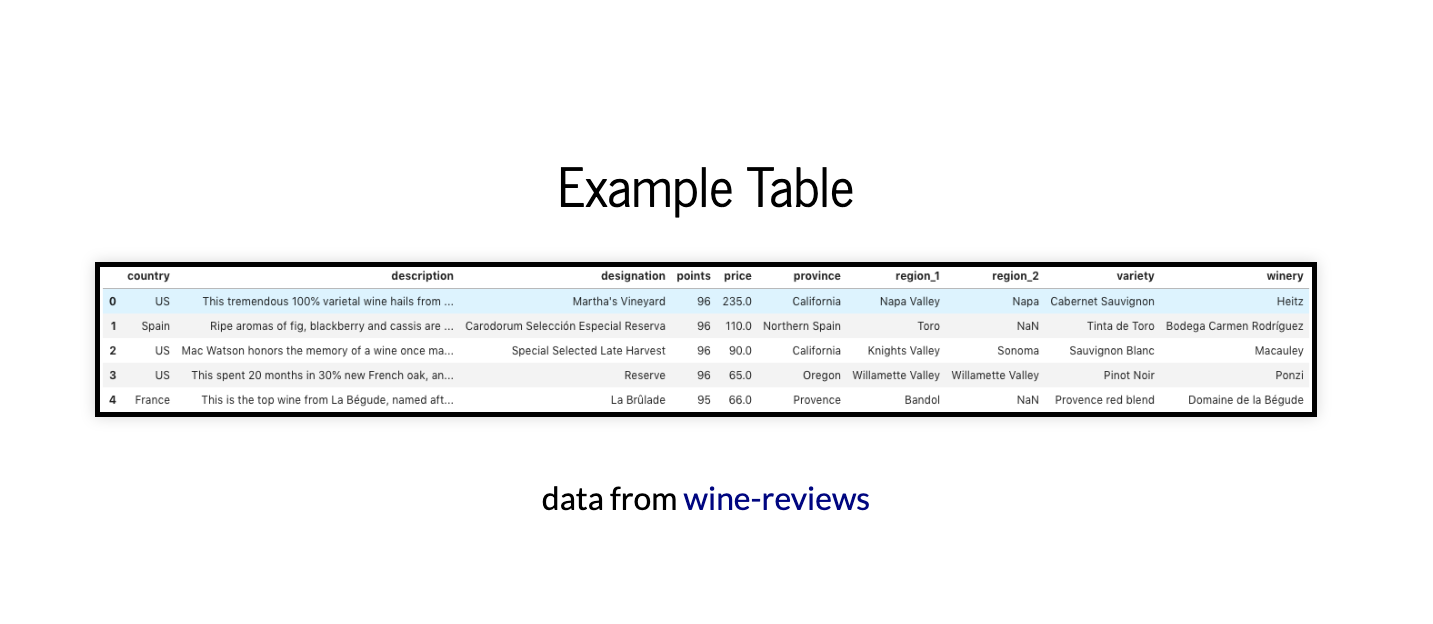 Example Table
country description designation points price province region_1 region_2 variety winery
0 US This tremendous 100% varietal wine hails from ... Martha's Vineyard 96 235.0 California Napa Valley Napa Cabernet Sauvignon Heitz
1 Spain Ripe aromas of fig, blackberry and cassis are ... Carodorum Selección Especial Reserva 96 110.0 Northern Spain Toro NaN Tinta de Toro Bodega Carmen Rodríguez
2 US Mac Watson honors the memory of a wine once ma... Special Selected Late Harvest 96 90.0 California Knights Valley Sonoma Sauvignon Blanc Macauley
3 US This spent 20 months in 30% new French oak, an... Reserve 96 65.0 Oregon Willamette Valley Willamette Valley Pinot Noir Ponzi
4 France This is the top wine from La Bégude, named aft... La Brûlade 95 66.0 Provence Bandol NaN Provence red blend Domaine de la Bégude
data from wine-reviews